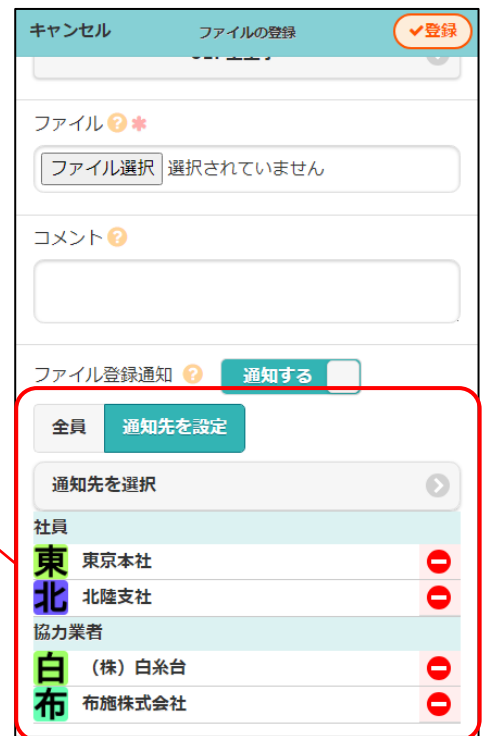 キャンセル ファイルの登録 ✔登録
ファイル ? *
ファイル選択 選択されていません
コメント ?
ファイル登録通知 ? 通知する
全員 通知先を設定
通知先を選択
社員
東 東京本社
北 北陸支社
協力業者
白 (株)白糸台
布 布施株式会社